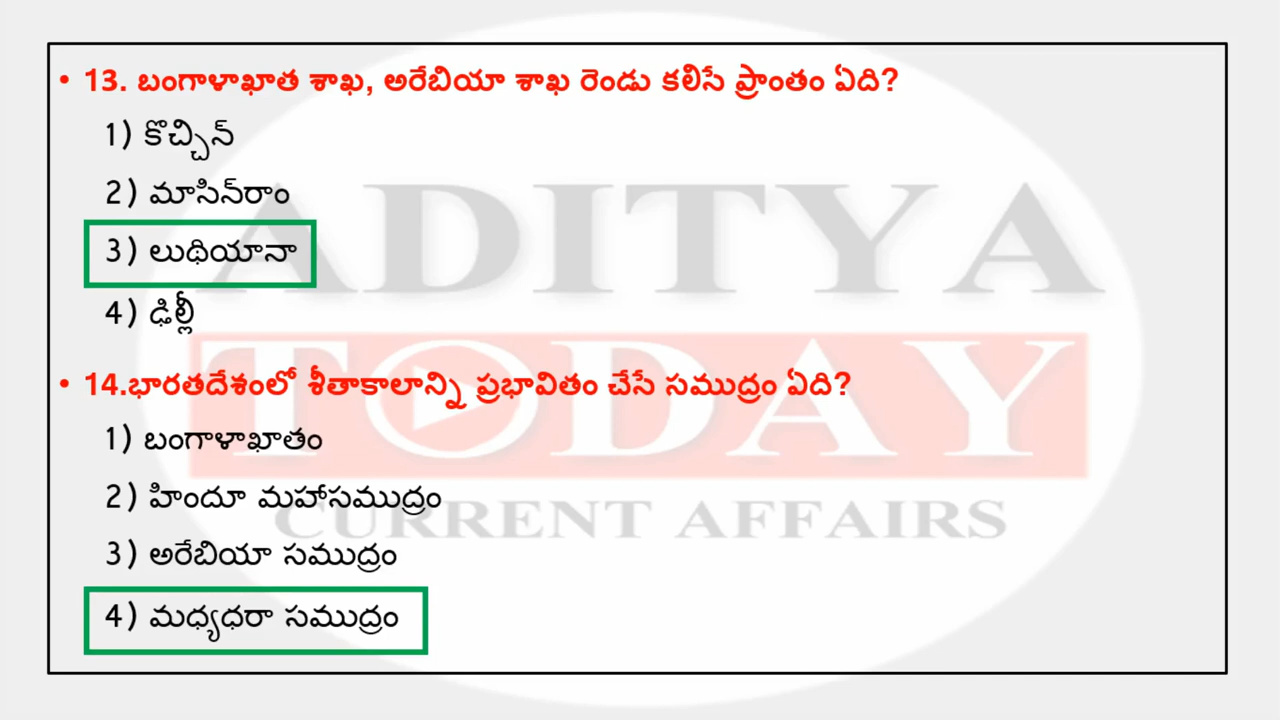 • 13. బంగాళాఖాత శాఖ, అరేబియా శాఖ రెండు కలిసే ప్రాంతం ఏది?
1) కొచ్చిన్
2) మాసిన్‌రాం
3) లుథియానా
4) ఢిల్లీ
• 14.భారతదేశంలో శీతాకాలాన్ని ప్రభావితం చేసే సముద్రం ఏది?
1) బంగాళాఖాతం
2) హిందూ మహాసముద్రం
3) అరేబియా సముద్రం
4) మధ్యధరా సముద్రం
ADITYA
TODAY
CURRENT AFFAIRS